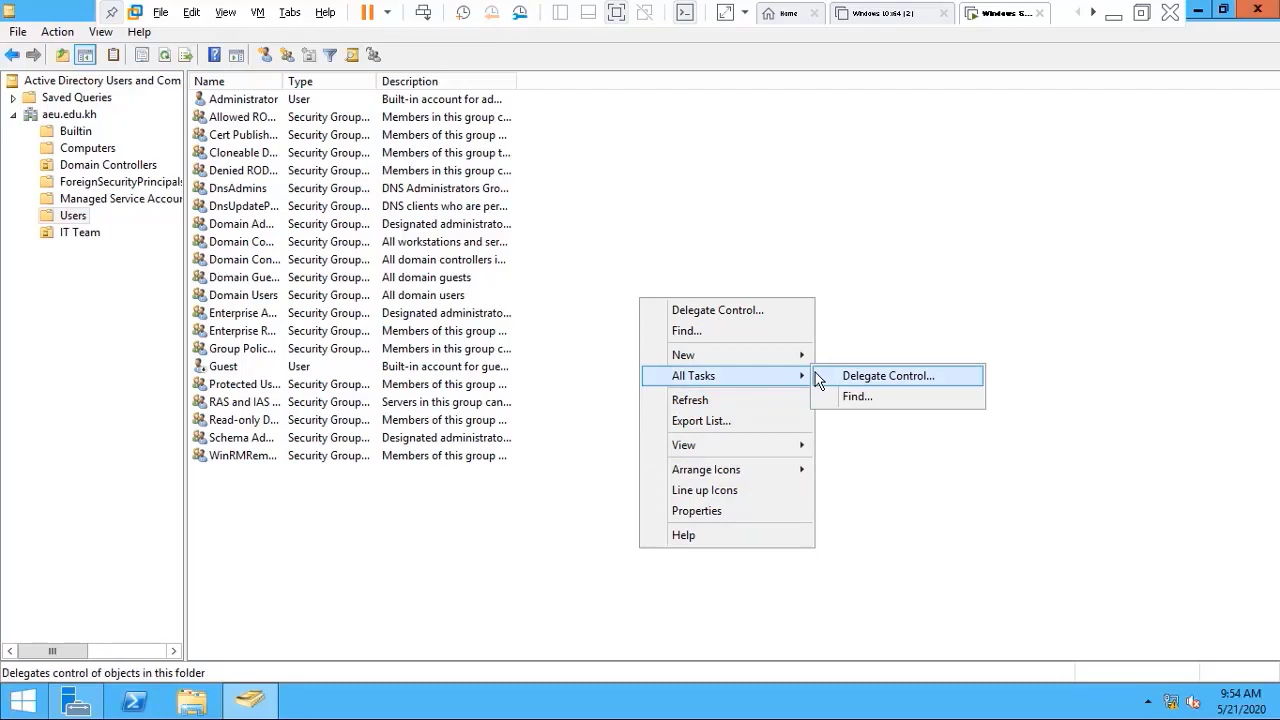 File Edit View VM Tabs Help Home Windows 10 x64 (2) Windows S...
File Action View Help
Active Directory Users and Com
Saved Queries
aeu.edu.kh
Builtin
Computers
Domain Controllers
ForeignSecurityPrincipals
Managed Service Accour
Users
IT Team
Name Type Description
Administrator User Built-in account for ad...
Allowed RO... Security Group... Members in this group c...
Cert Publish... Security Group... Members of this group ...
Cloneable D... Security Group... Members of this group t...
Denied ROD... Security Group... Members in this group c...
DnsAdmins Security Group... DNS Administrators Gro...
DnsUpdateP... Security Group... DNS clients who are per...
Domain Ad... Security Group... Designated administrato...
Domain Co... Security Group... All workstations and ser...
Domain Con... Security Group... All domain controllers i...
Domain Gue... Security Group... All domain guests
Domain Users Security Group... All domain users
Enterprise A... Security Group... Designated administrato...
Enterprise R... Security Group... Members of this group ...
Group Polic... Security Group... Members in this group c...
Guest User Built-in account for gue...
Protected Us... Security Group... Members of this group ...
RAS and IAS ... Security Group... Servers in this group can...
Read-only D... Security Group... Members of this group ...
Schema Ad... Security Group... Designated administrato...
WinRMRem... Security Group... Members of this group ...
Delegate Control...
Find...
New
All Tasks
Refresh
Export List...
View
Arrange Icons
Line up Icons
Properties
Help
Delegate Control...
Find...
Delegates control of objects in this folder
9:54 AM
5/21/2020